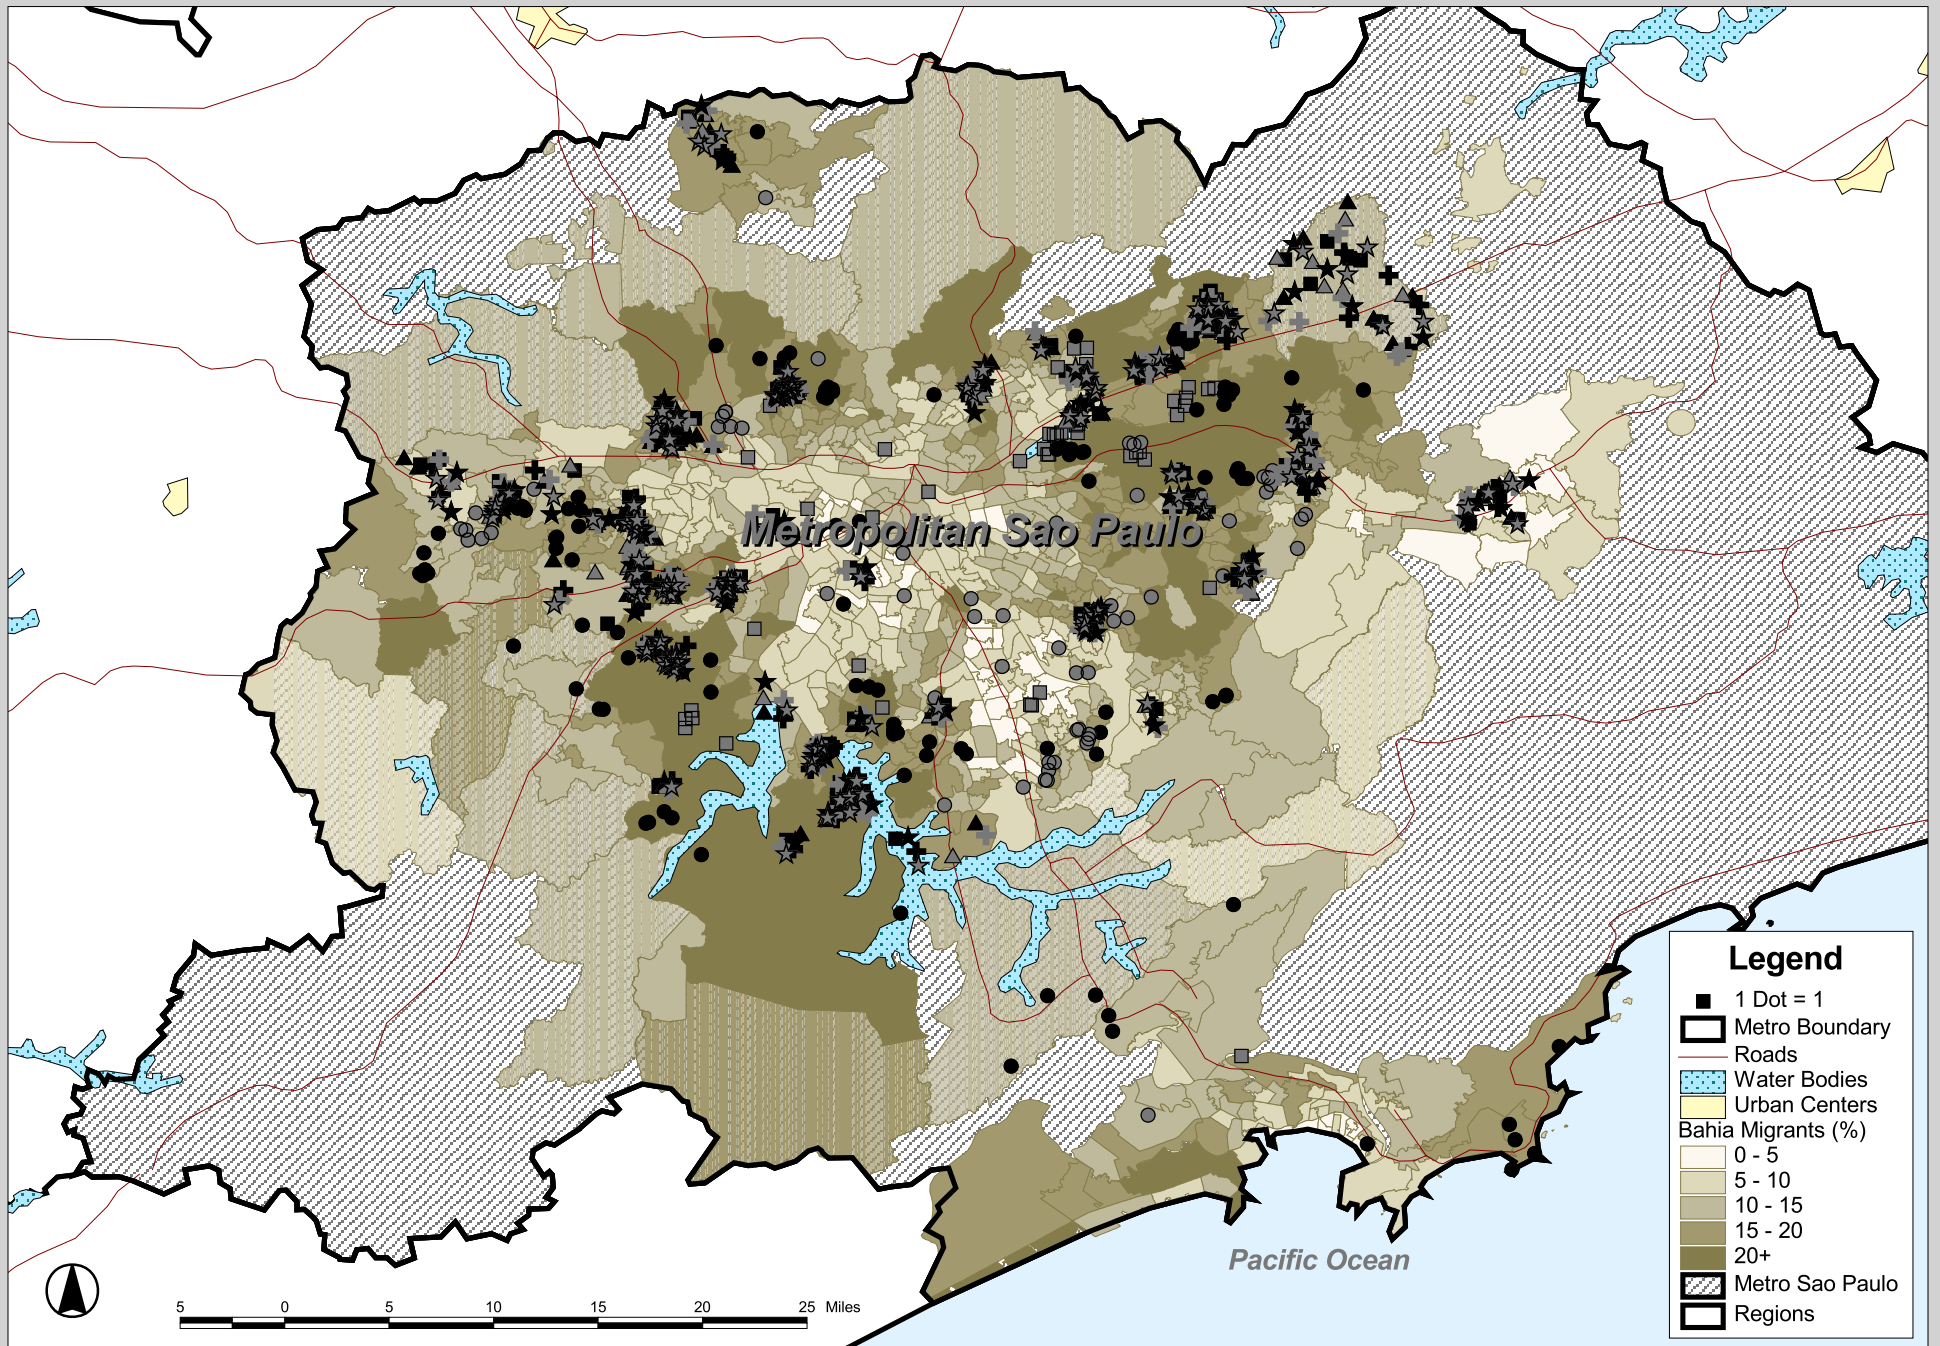 Metropolitan Sao Paulo
Legend
1 Dot = 1
Metro Boundary
Roads
Water Bodies
Urban Centers
Bahia Migrants (%)
0 - 5
5 - 10
10 - 15
15 - 20
20+
Metro Sao Paulo
Regions
Pacific Ocean
5 0 5 10 15 20 25 Miles